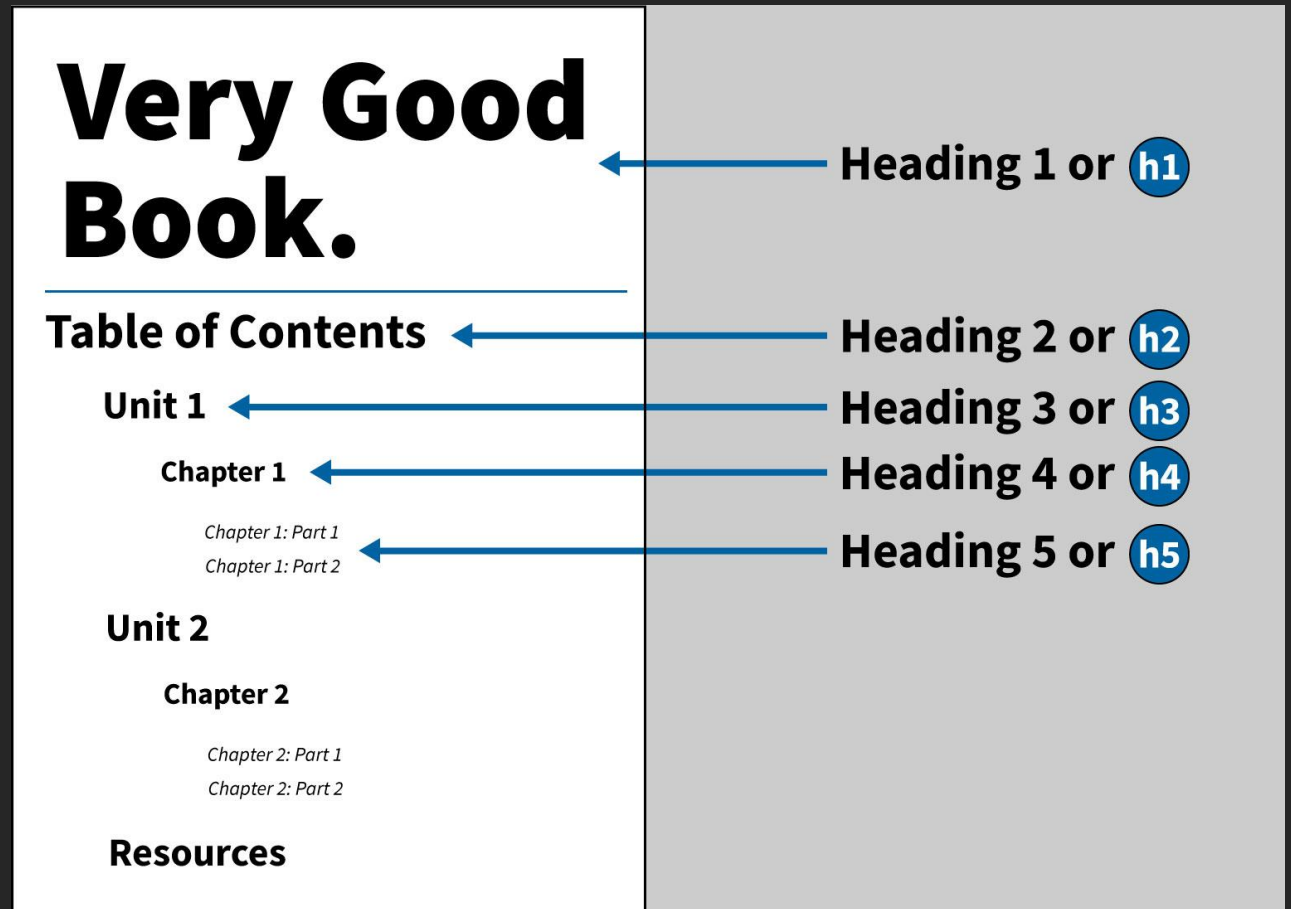 Very Good
Book.
Heading 1 or h1
Table of Contents
Heading 2 or h2
Unit 1
Heading 3 or h3
Chapter 1
Heading 4 or h4
Chapter 1: Part 1
Chapter 1: Part 2
Heading 5 or h5
Unit 2
Chapter 2
Chapter 2: Part 1
Chapter 2: Part 2
Resources